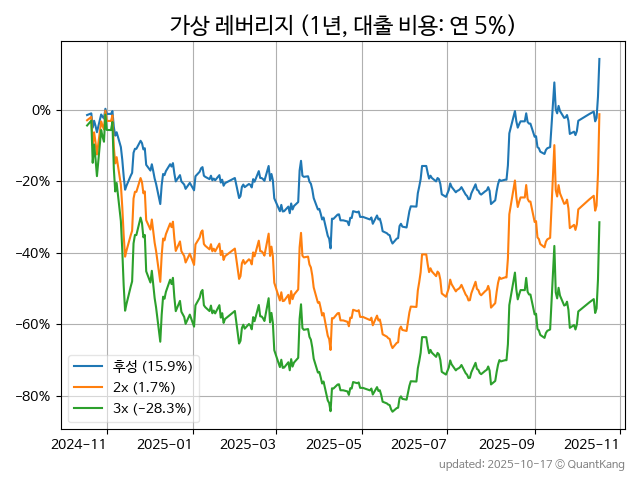 가상 레버리지 (1년, 대출 비용: 연 5%)
0%
−20%
−40%
−60%
−80%
후성 (15.9%)
2x (1.7%)
3x (−28.3%)
2024-11 2025-01 2025-03 2025-05 2025-07 2025-09 2025-11
updated: 2025-10-17 © QuantKang